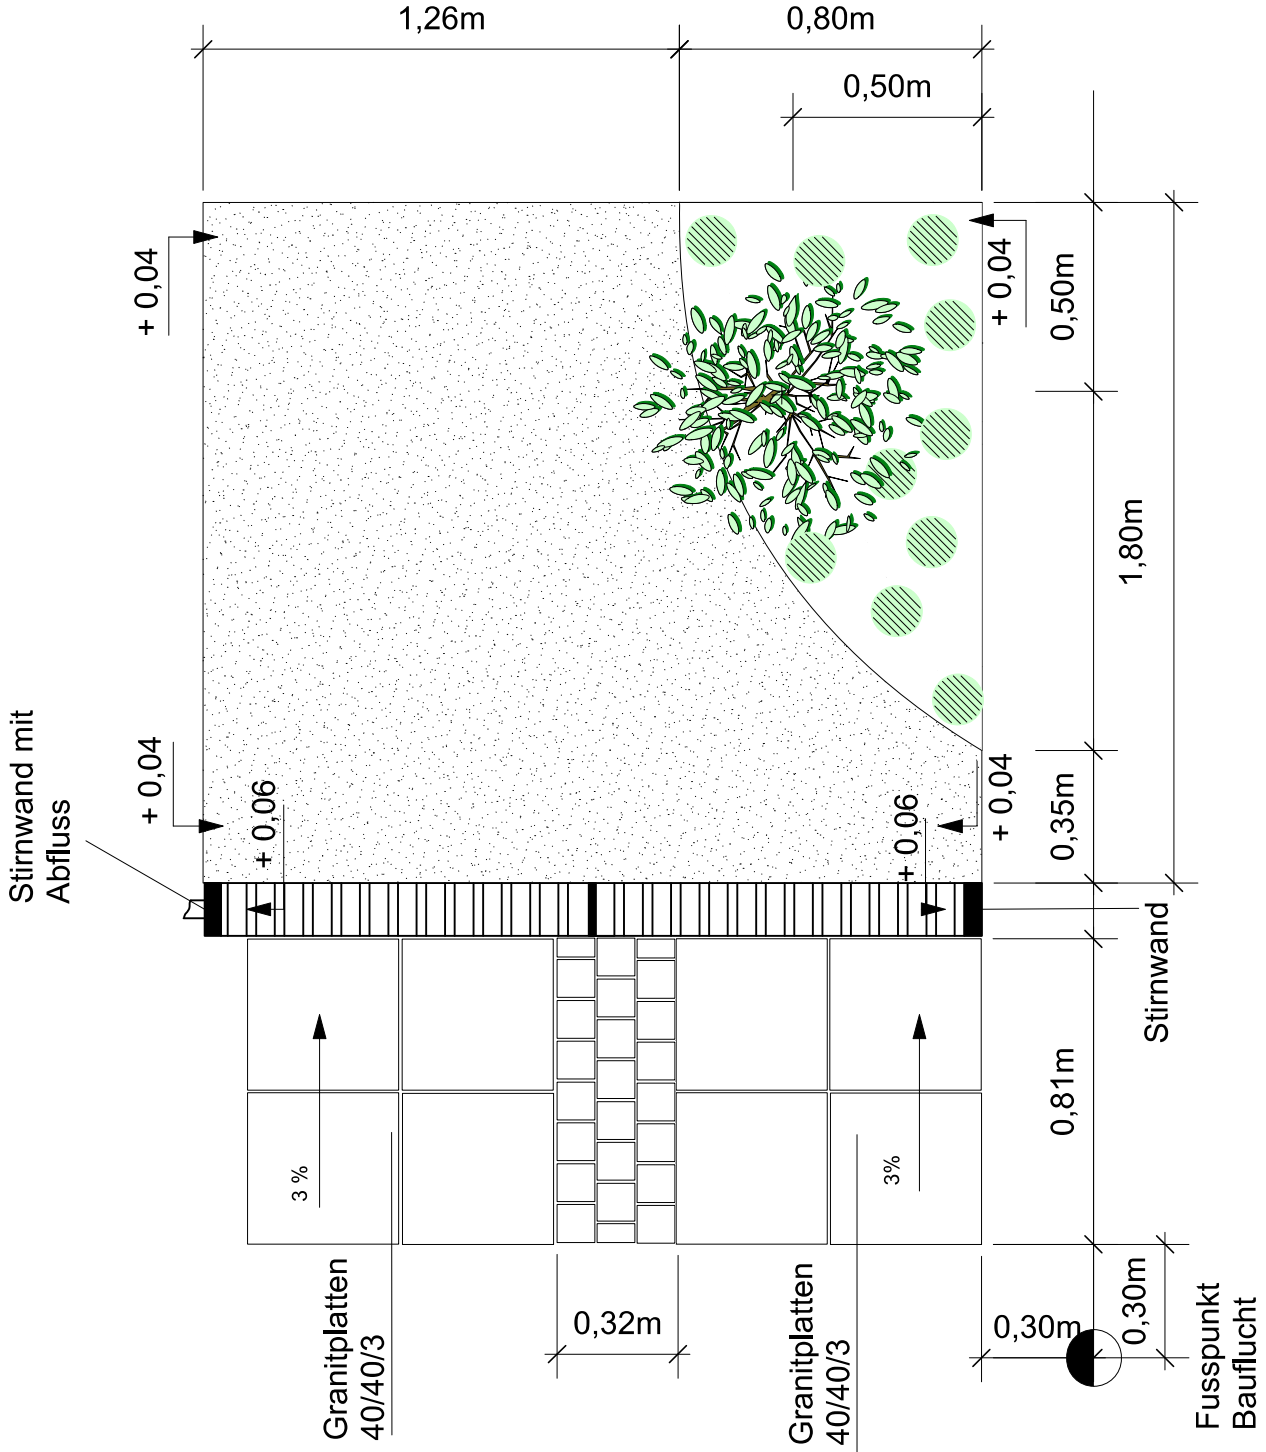 1,26m
0,80m
0,50m
+ 0,04
+ 0,04
0,50m
1,80m
Stirnwand mit
Abfluss
+ 0,04
+ 0,06
+ 0,06
+ 0,04
0,35m
Stirnwand
0,81m
3 %
3%
Granitplatten
40/40/3
0,32m
Granitplatten
40/40/3
0,30m
0,30m
Fusspunkt
Bauflucht